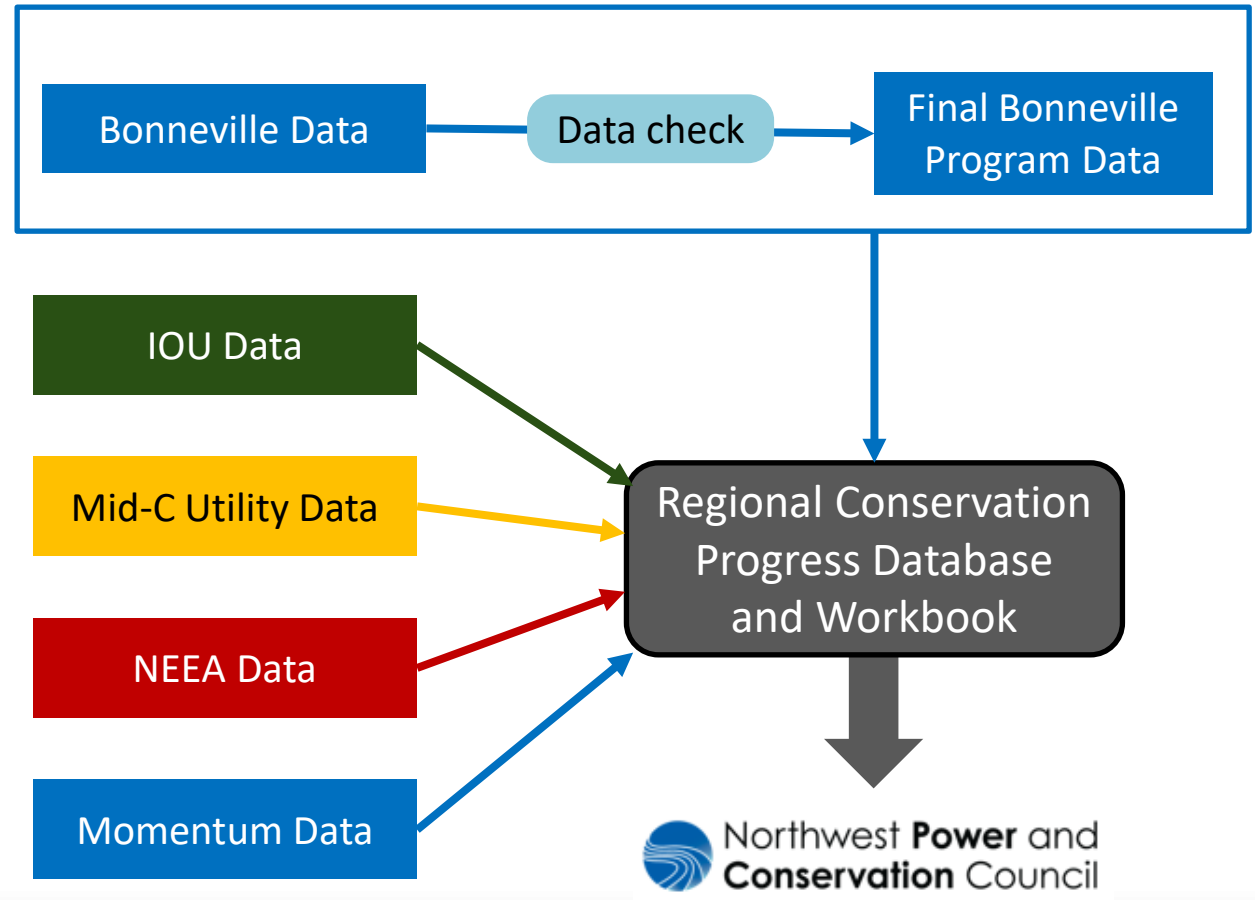 Bonneville Data
Data check
Final Bonneville
Program Data
IOU Data
Mid-C Utility Data
NEEA Data
Momentum Data
Regional Conservation
Progress Database
and Workbook
Northwest Power and
Conservation Council